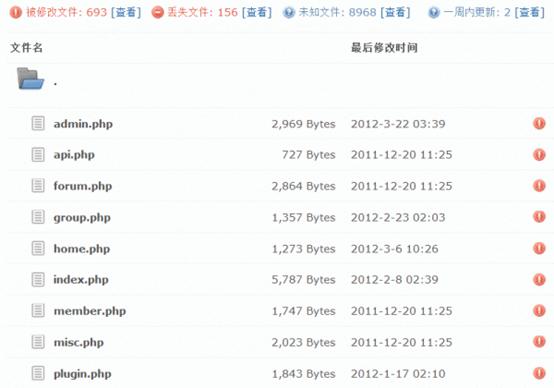 被修改文件: 693 [查看] 丢失文件: 156 [查看] 未知文件: 8968 [查看] 一周内更新: 2 [查看]
文件名 最后修改时间
.
admin.php 2,969 Bytes 2012-3-22 03:39
api.php 727 Bytes 2011-12-20 11:25
forum.php 2,864 Bytes 2011-12-20 11:25
group.php 1,357 Bytes 2012-2-23 02:03
home.php 1,273 Bytes 2012-3-6 10:26
index.php 5,787 Bytes 2012-2-8 02:39
member.php 1,747 Bytes 2011-12-20 11:25
misc.php 2,023 Bytes 2011-12-20 11:25
plugin.php 1,843 Bytes 2012-1-17 02:10